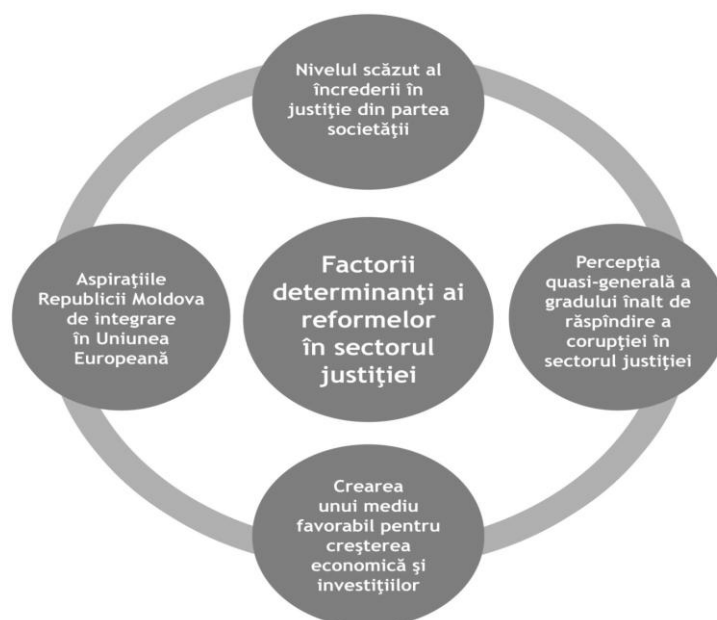 Nivelul scăzut al
încrederii în
justiţie din partea
societăţii
Aspiraţiile
Republicii Moldova
de integrare
în Uniunea
Europeană
Factorii
determinanţi ai
reformelor
în sectorul
justiţiei
Percepţia
quasi-generală a
gradului înalt de
răspîndire a
corupţiei în
sectorul justiţiei
Crearea
unui mediu
favorabil pentru
creşterea
economică şi
investiţiilor